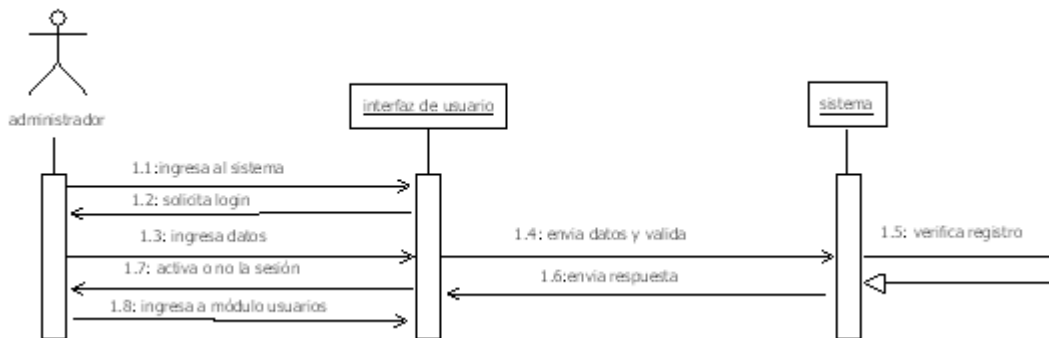 administrador
interfaz de usuario
sistema
1.1:ingresa al sistema
1.2: solicita login
1.3: ingresa datos
1.4: envia datos y valida
1.5: verifica registro
1.6:envia respuesta
1.7: activa o no la sesión
1.8: ingresa a módulo usuarios